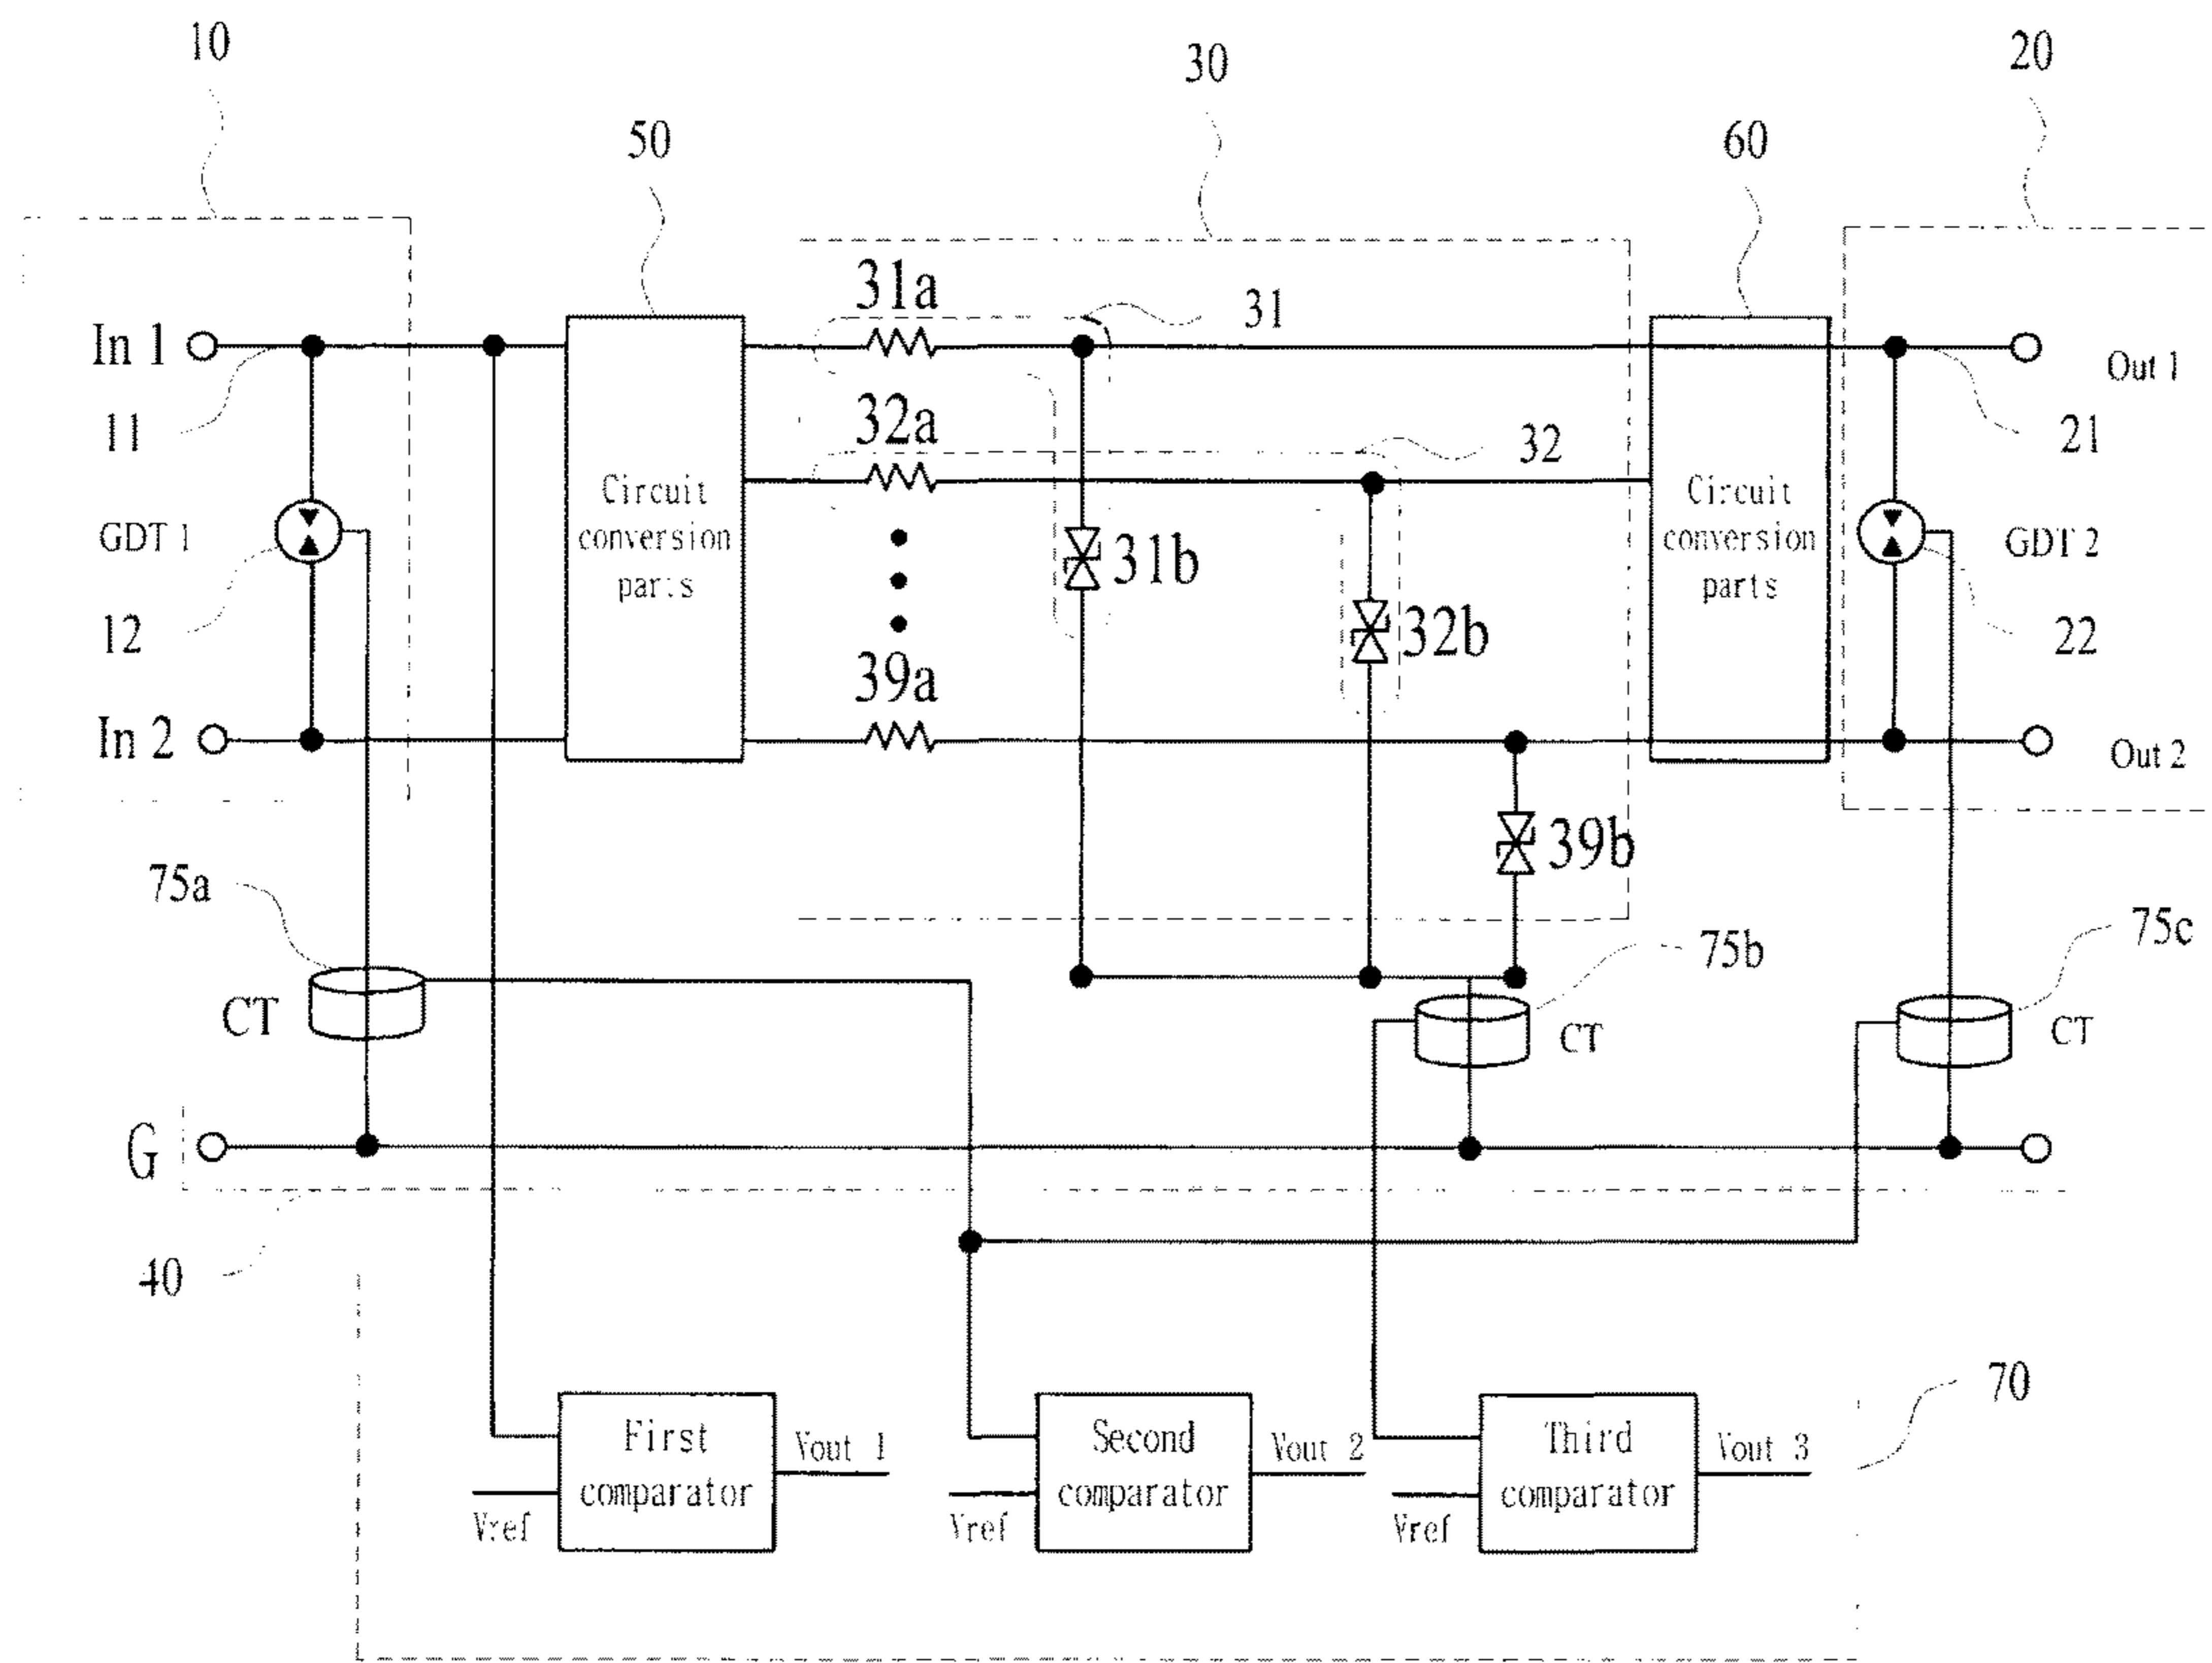 10
30
20
50
60
31a
31
In 1
Out 1
11
32a
32
21
GDT 1
Circuit
conversion
parts
31b
Circuit
conversion
parts
GDT 2
12
32b
22
39a
In 2
Out 2
39b
75a
75b
75c
CT
CT
CT
G
40
70
First
comparator
Vout 1
Vref
Second
comparator
Vout 2
Vref
Third
comparator
Vout 3
Vref